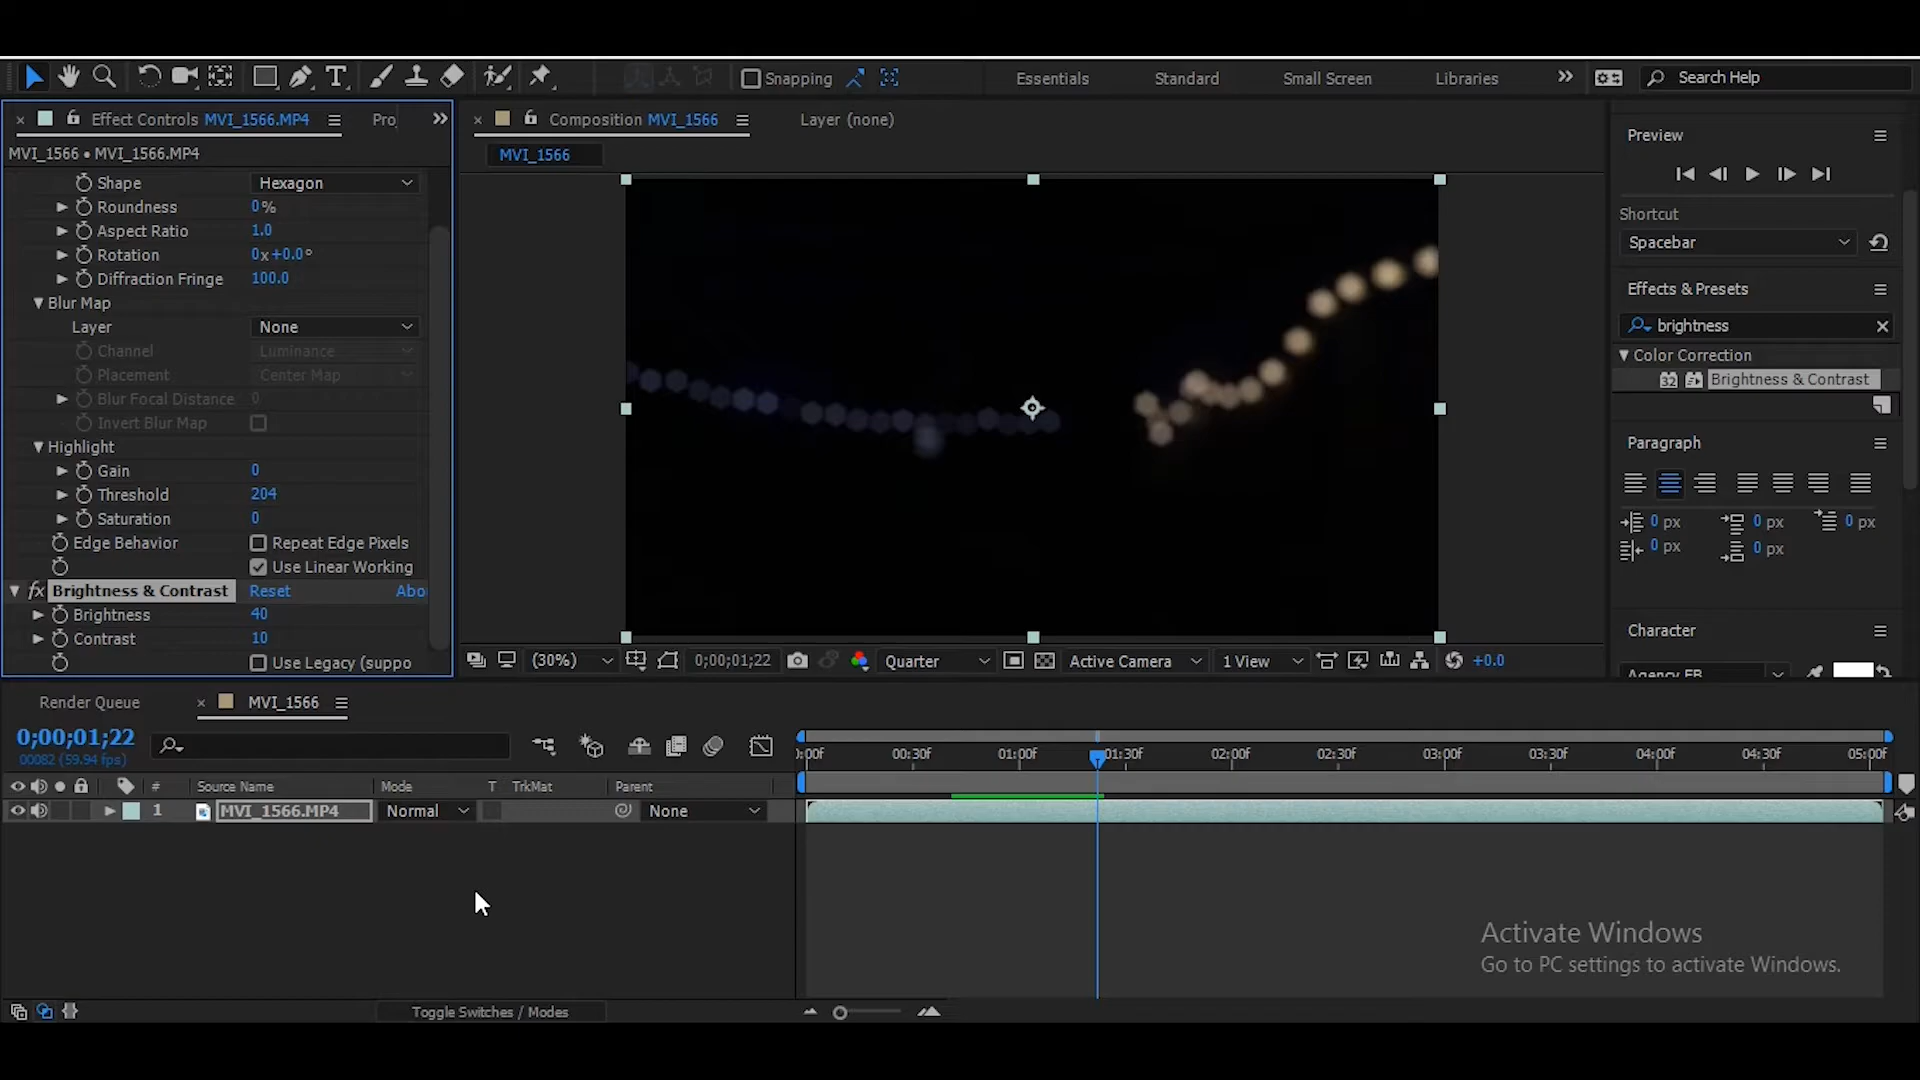 Snapping
Essentials
Standard
Small Screen
Libraries
Search Help
Effect Controls MVI_1566.MP4
Pro
MVI_1566 • MVI_1566.MP4
Shape Hexagon
Roundness 0%
Aspect Ratio 1.0
Rotation 0x+0.0°
Diffraction Fringe 100.0
Blur Map
Layer None
Channel Luminance
Placement Center Map
Blur Focal Distance 0
Invert Blur Map
Highlight
Gain 0
Threshold 204
Saturation 0
Edge Behavior Repeat Edge Pixels
Use Linear Working
fx Brightness & Contrast Reset Abo
Brightness 40
Contrast 10
Use Legacy (suppo
Composition MVI_1566
Layer (none)
MVI_1566
(30%)
0;00;01;22
Quarter
Active Camera
1 View
+0.0
Preview
Shortcut
Spacebar
Effects & Presets
brightness
Color Correction
32 Brightness & Contrast
Paragraph
0 px 0 px 0 px
0 px 0 px
Character
Agency FB
Render Queue
MVI_1566
0;00;01;22
00082 (59.94 fps)
:00f 00:30f 01:00f 01:30f 02:00f 02:30f 03:00f 03:30f 04:00f 04:30f 05:00f
# Source Name Mode T TrkMat Parent
1 MVI_1566.MP4 Normal None
Toggle Switches / Modes
Activate Windows
Go to PC settings to activate Windows.